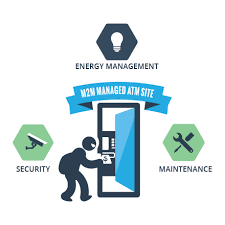 ENERGY MANAGEMENT
M2M MANAGED ATM SITE
SECURITY
MAINTENANCE